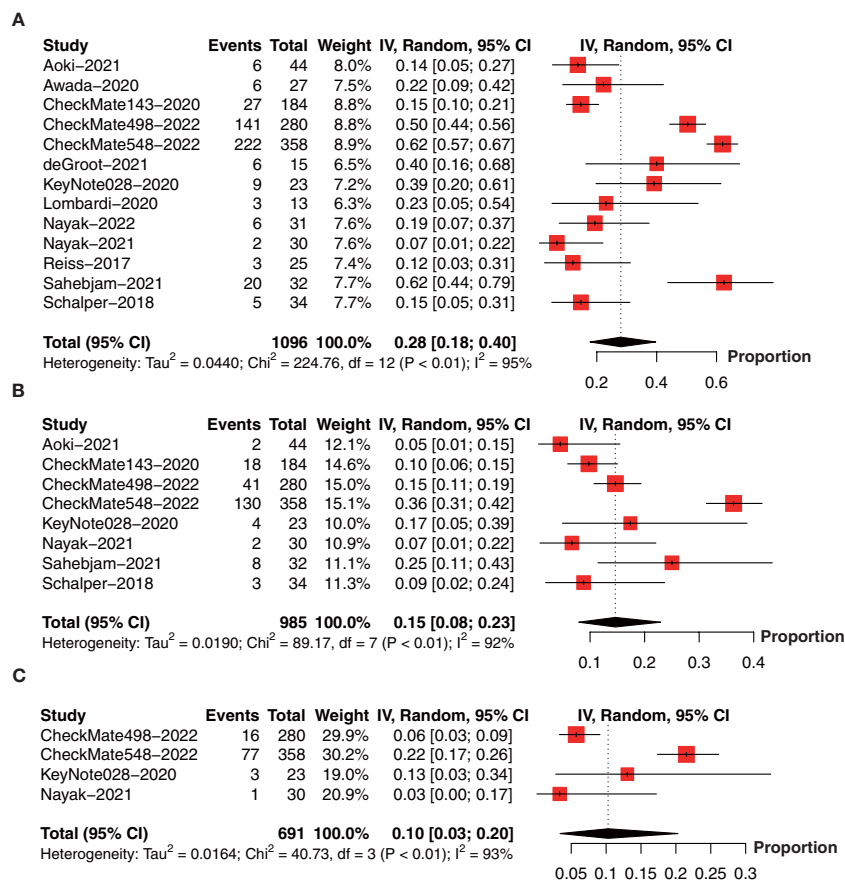 A
Study Events Total Weight IV, Random, 95% CI IV, Random, 95% CI
Aoki−2021 6 44 8.0% 0.14 [0.05; 0.27]
Awada−2020 6 27 7.5% 0.22 [0.09; 0.42]
CheckMate143−2020 27 184 8.8% 0.15 [0.10; 0.21]
CheckMate498−2022 141 280 8.8% 0.50 [0.44; 0.56]
CheckMate548−2022 222 358 8.9% 0.62 [0.57; 0.67]
deGroot−2021 6 15 6.5% 0.40 [0.16; 0.68]
KeyNote028−2020 9 23 7.2% 0.39 [0.20; 0.61]
Lombardi−2020 3 13 6.3% 0.23 [0.05; 0.54]
Nayak−2022 6 31 7.6% 0.19 [0.07; 0.37]
Nayak−2021 2 30 7.6% 0.07 [0.01; 0.22]
Reiss−2017 3 25 7.4% 0.12 [0.03; 0.31]
Sahebjam−2021 20 32 7.7% 0.62 [0.44; 0.79]
Schalper−2018 5 34 7.7% 0.15 [0.05; 0.31]
Total (95% CI) 1096 100.0% 0.28 [0.18; 0.40]
Heterogeneity: Tau² = 0.0440; Chi² = 224.76, df = 12 (P < 0.01); I² = 95%
Proportion
0.2 0.4 0.6
B
Study Events Total Weight IV, Random, 95% CI IV, Random, 95% CI
Aoki−2021 2 44 12.1% 0.05 [0.01; 0.15]
CheckMate143−2020 18 184 14.6% 0.10 [0.06; 0.15]
CheckMate498−2022 41 280 15.0% 0.15 [0.11; 0.19]
CheckMate548−2022 130 358 15.1% 0.36 [0.31; 0.42]
KeyNote028−2020 4 23 10.0% 0.17 [0.05; 0.39]
Nayak−2021 2 30 10.9% 0.07 [0.01; 0.22]
Sahebjam−2021 8 32 11.1% 0.25 [0.11; 0.43]
Schalper−2018 3 34 11.3% 0.09 [0.02; 0.24]
Total (95% CI) 985 100.0% 0.15 [0.08; 0.23]
Heterogeneity: Tau² = 0.0190; Chi² = 89.17, df = 7 (P < 0.01); I² = 92%
Proportion
0.1 0.2 0.3 0.4
C
Study Events Total Weight IV, Random, 95% CI IV, Random, 95% CI
CheckMate498−2022 16 280 29.9% 0.06 [0.03; 0.09]
CheckMate548−2022 77 358 30.2% 0.22 [0.17; 0.26]
KeyNote028−2020 3 23 19.0% 0.13 [0.03; 0.34]
Nayak−2021 1 30 20.9% 0.03 [0.00; 0.17]
Total (95% CI) 691 100.0% 0.10 [0.03; 0.20]
Heterogeneity: Tau² = 0.0164; Chi² = 40.73, df = 3 (P < 0.01); I² = 93%
Proportion
0.05 0.1 0.15 0.2 0.25 0.3